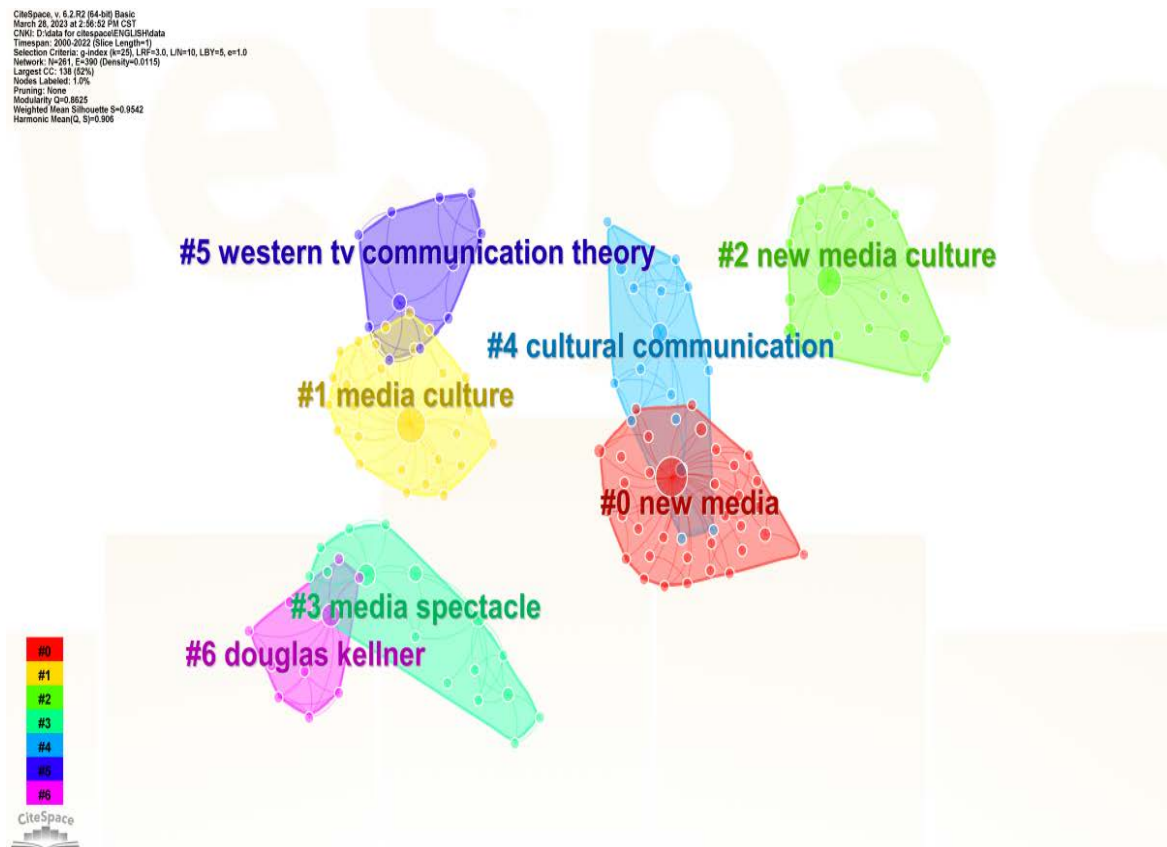 CiteSpace, v. 6.2.R2 (64-bit) Basic
March 28, 2023 at 2:56:52 PM CST
CNKI: D:\data for citespace\ENGLISH\data
Timespan: 2000-2022 (Slice Length=1)
Selection Criteria: g-index (k=25), LRF=3.0, L/N=10, LBY=5, e=1.0
Network: N=261, E=390 (Density=0.0115)
Largest CC: 138 (52%)
Nodes Labeled: 1.0%
Pruning: None
Modularity Q=0.8625
Weighted Mean Silhouette S=0.9542
Harmonic Mean(Q, S)=0.906
#5 western tv communication theory
#2 new media culture
#4 cultural communication
#1 media culture
#0 new media
#3 media spectacle
#6 douglas kellner
#0
#1
#2
#3
#4
#5
#6
CiteSpace
teSpac